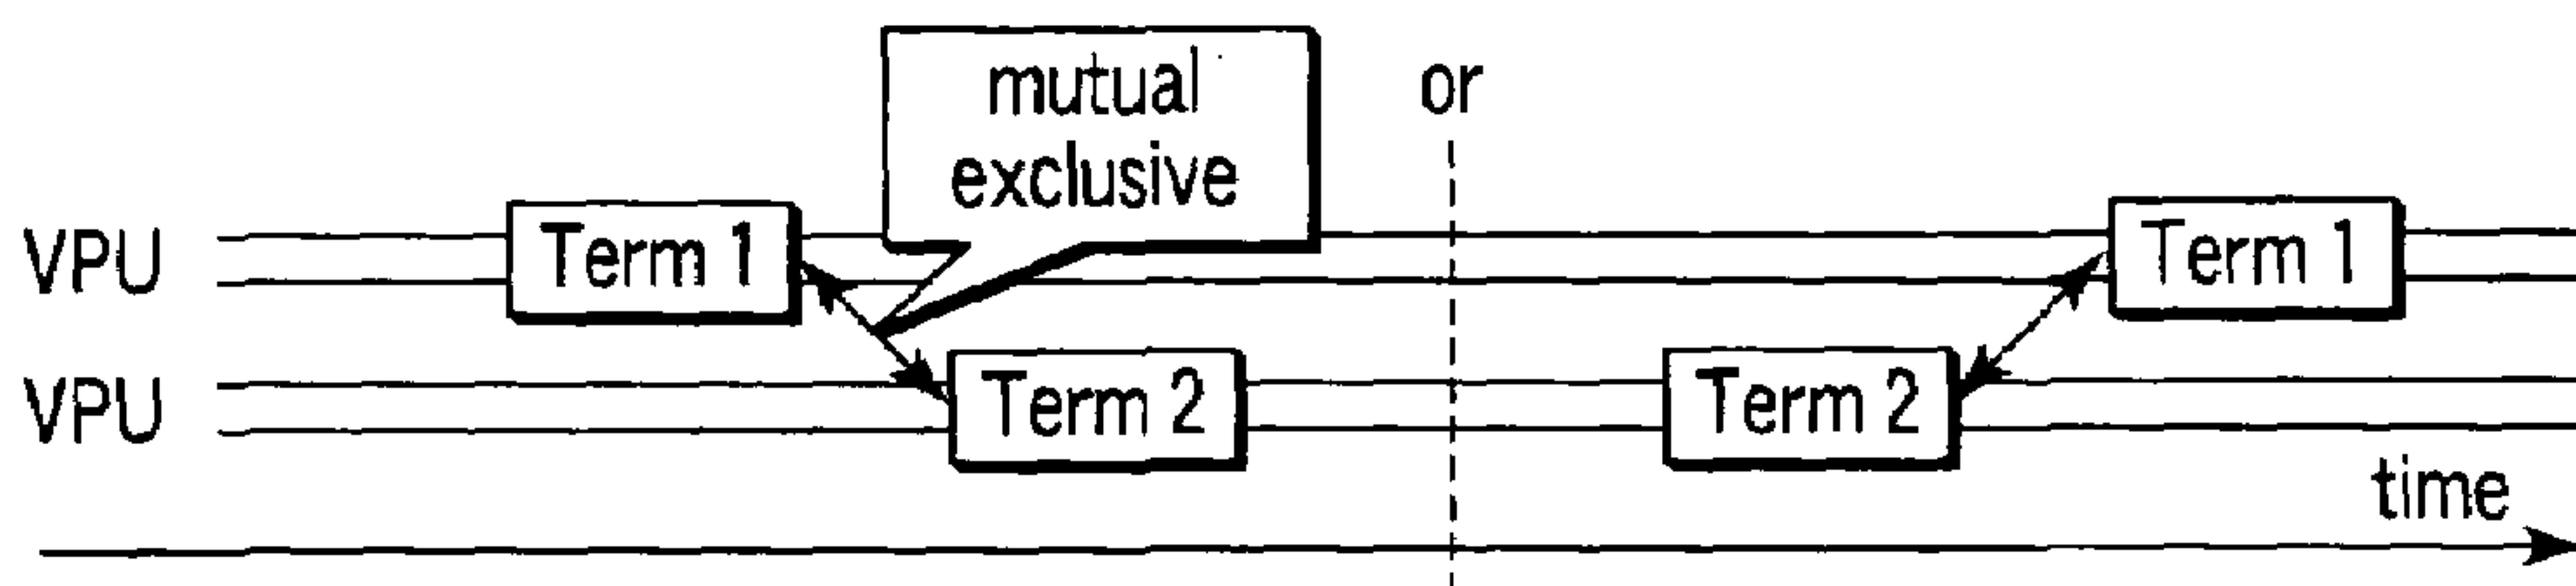 mutual
exclusive
or
VPU
Term 1
Term 1
VPU
Term 2
Term 2
time